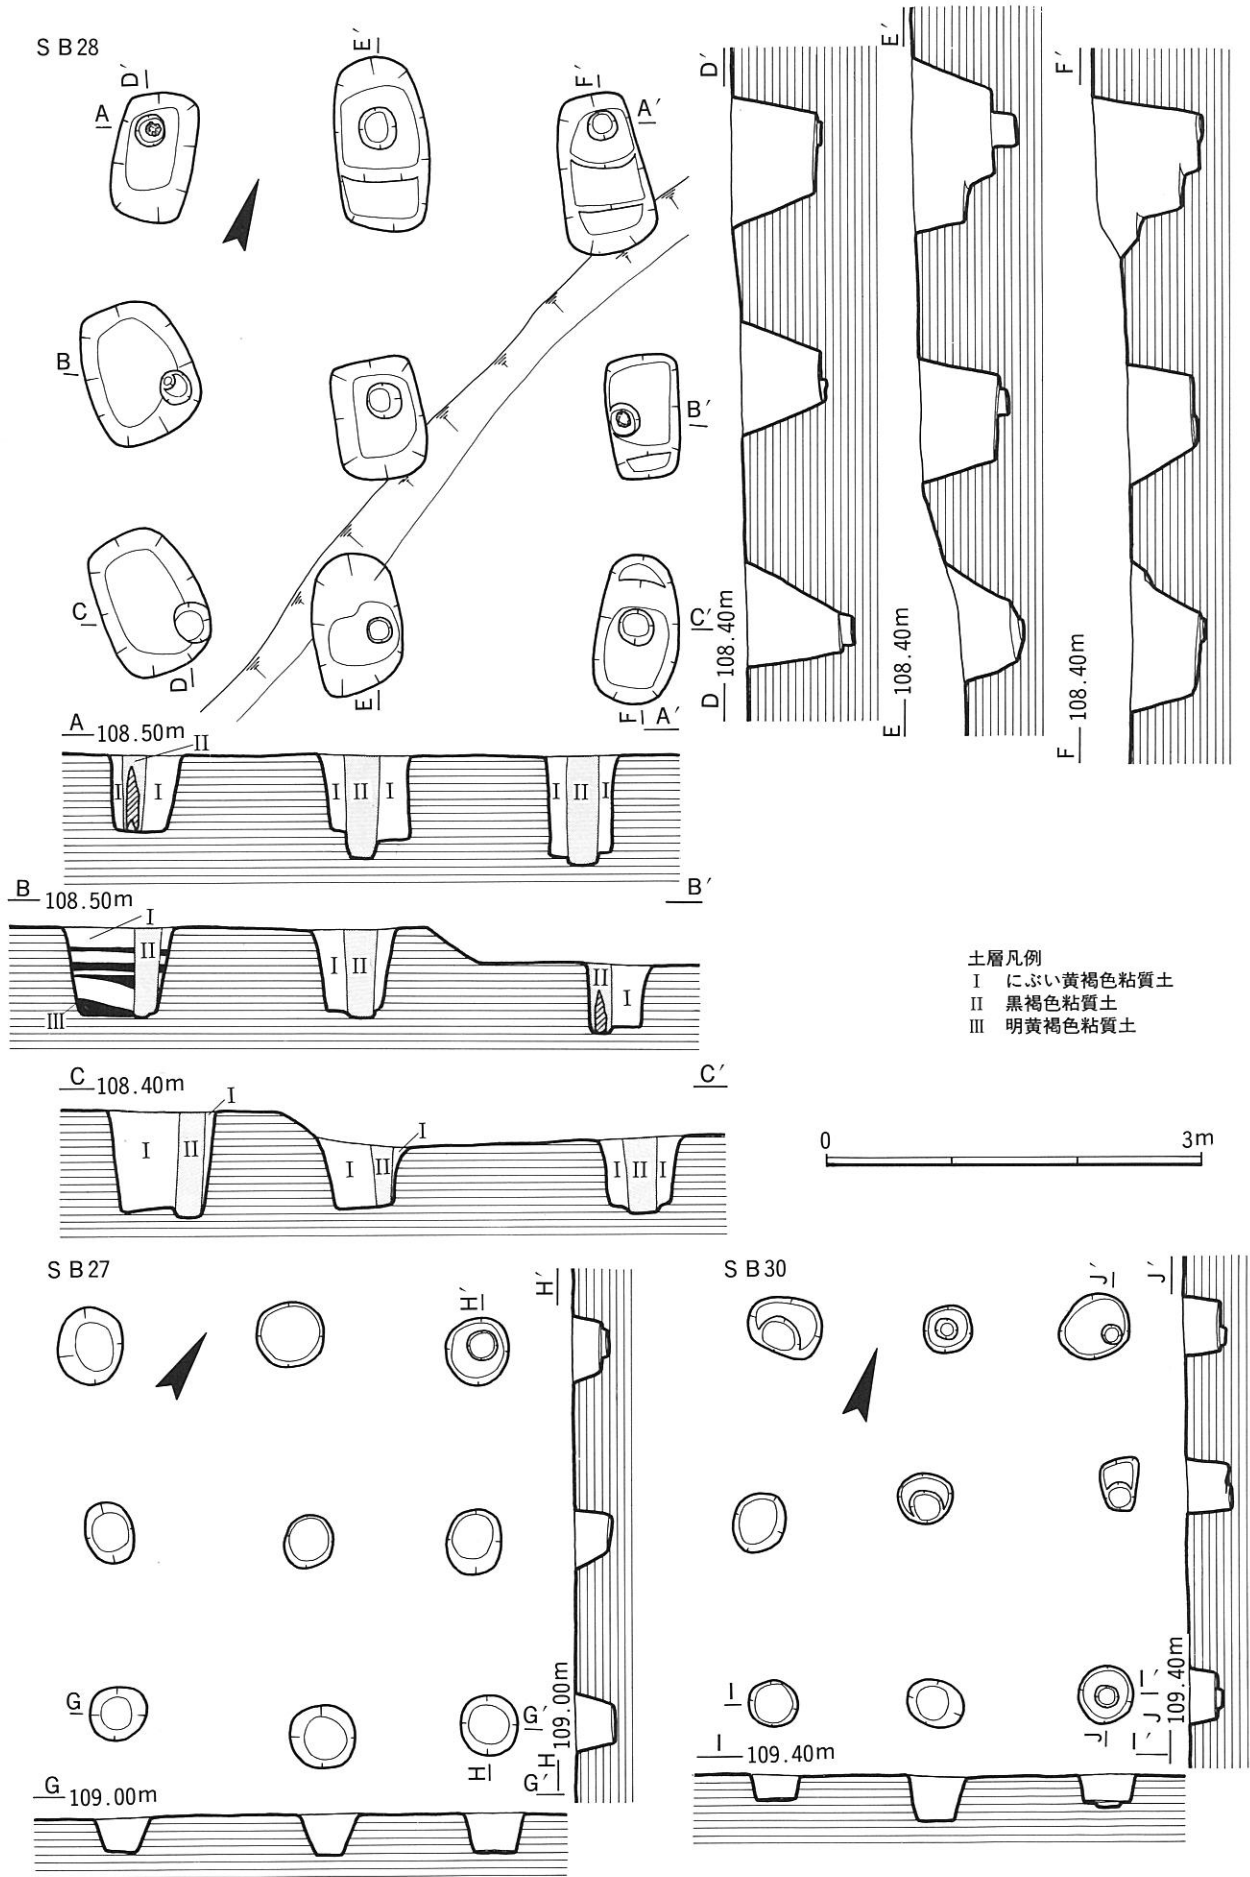 SB28
D′
E′
F′
A
A′
B
B′
C
C′
D
E
F
D′
E′
F′
D 108.40m
E 108.40m
F 108.40m
A 108.50m
A′
II
I
I
I
II
I
I
II
I
B 108.50m
B′
I
II
III
I
II
II
I
土層凡例
I にぶい黄褐色粘質土
II 黒褐色粘質土
III 明黄褐色粘質土
C 108.40m
C′
I
I
II
I
I
II
I
II
I
0 3m
SB27
H′
H′
G
G′
H
H 109.00m
G 109.00m
G′
SB30
J′
J′
I
I′
J
J 109.40m
I 109.40m
I′